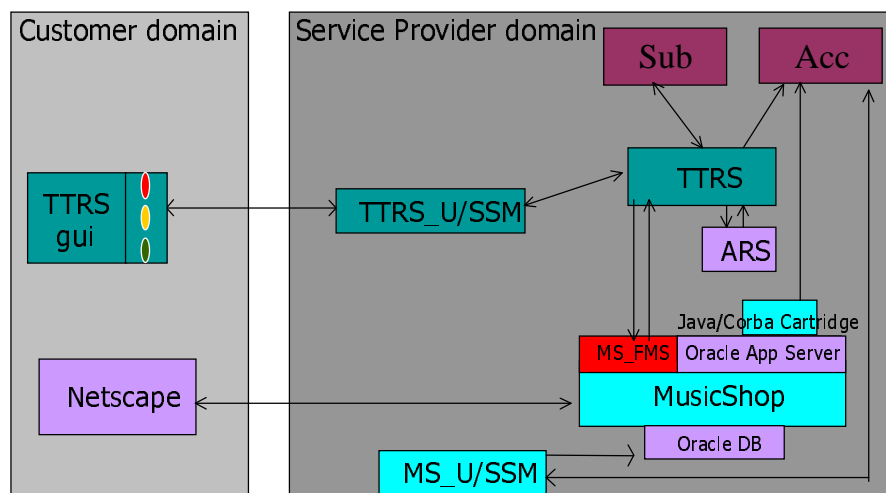 Customer domain
Service Provider domain
Sub
Acc
TTRS
TTRS
gui
TTRS_U/SSM
ARS
Java/Corba Cartridge
MS_FMS
Oracle App Server
Netscape
MusicShop
Oracle DB
MS_U/SSM